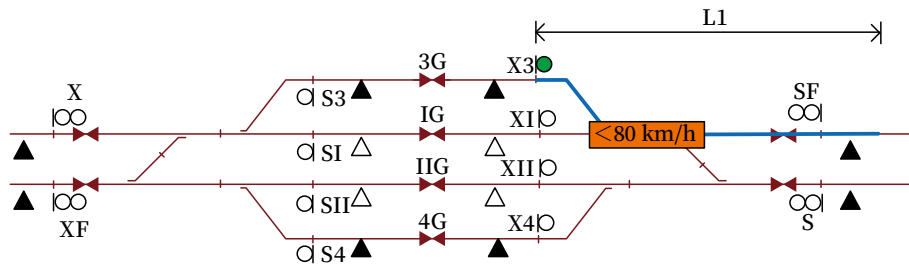 L1
3G
X3
X
S3
SF
IG
XI
<80 km/h
SI
IIG
XII
XF
SII
S
4G
X4
S4